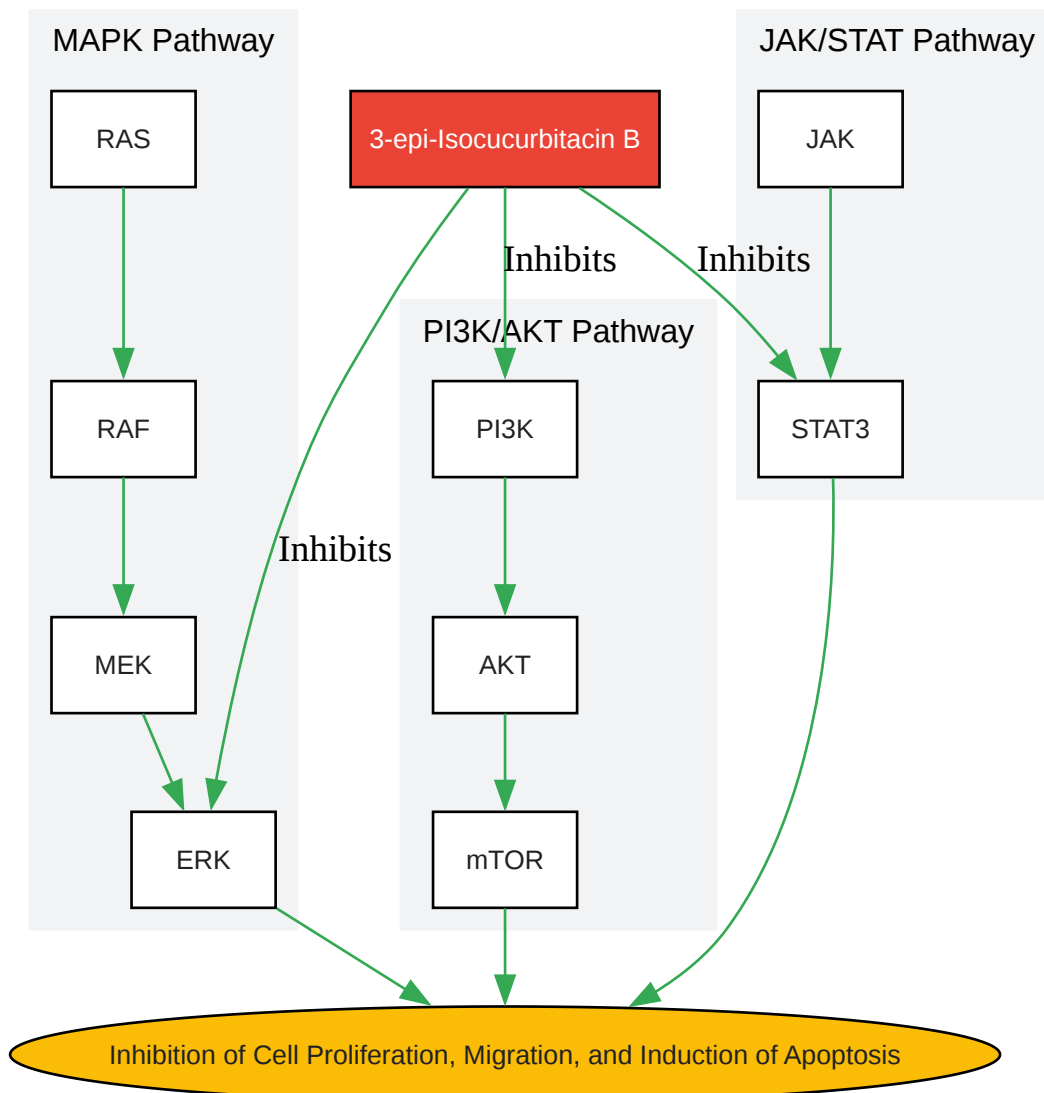 MAPK Pathway
JAK/STAT Pathway
RAS
3-epi-Isocucurbitacin B
JAK
Inhibits
Inhibits
PI3K/AKT Pathway
RAF
PI3K
STAT3
Inhibits
MEK
AKT
ERK
mTOR
Inhibition of Cell Proliferation, Migration, and Induction of Apoptosis